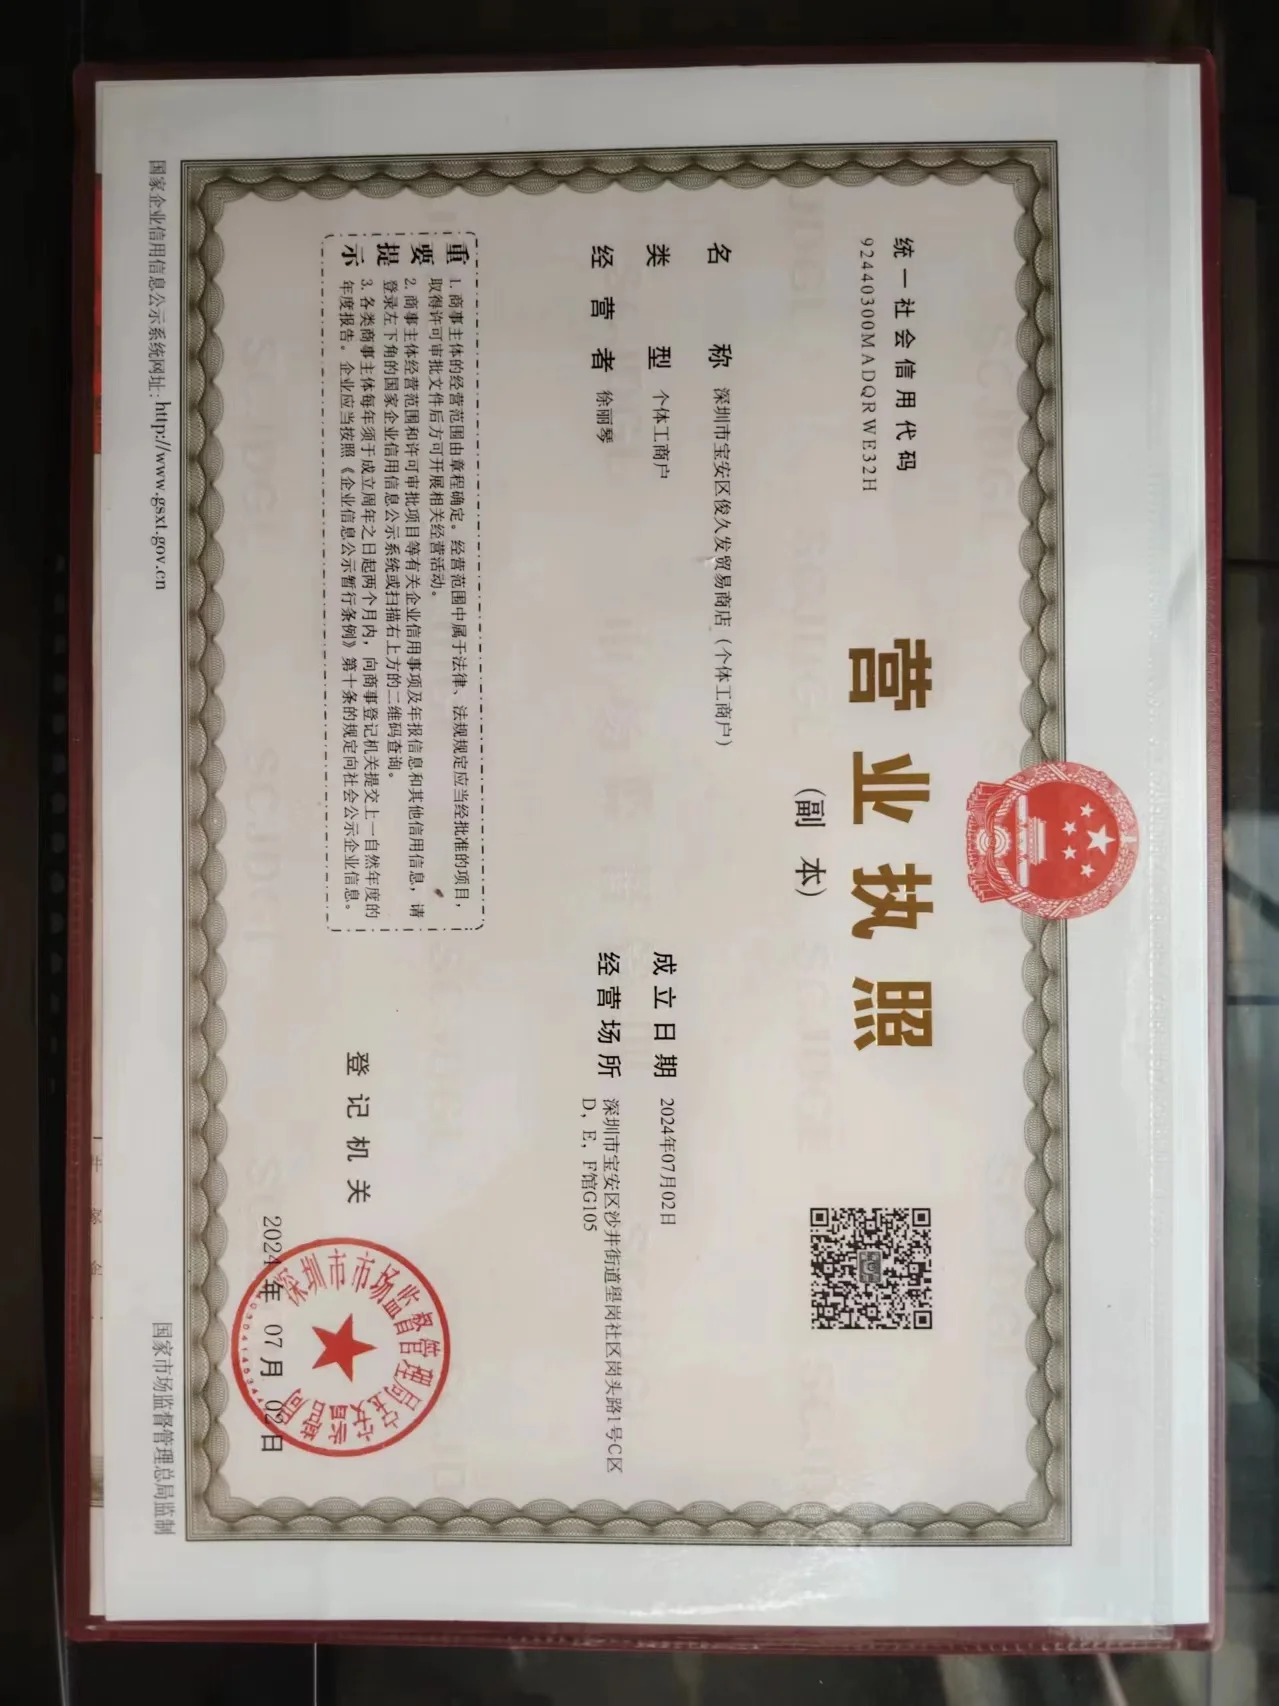 统一社会信用代码
92440300MADQRWE32H
营业执照
(副 本)
名 称 深圳市宝安区俊久发贸易商店（个体工商户）
类 型 个体工商户
经 营 者 徐丽琴
成立日期 2024年07月02日
经营场所 深圳市宝安区沙井街道壆岗社区岗头路1号C区
D，E，F馆G105
重要提示
1. 商事主体的经营范围由章程确定。经营范围中属于法律、法规规定应当经批准的项目，
取得许可审批文件后方可开展相关经营活动。
2. 商事主体经营范围和许可审批项目等有关企业信用事项及年报信息和其他信用信息，请
登录左下角的国家企业信用信息公示系统或扫描右上方的二维码查询。
3. 各类商事主体每年须于成立周年之日起两个月内，向商事登记机关提交上一自然年度的
年度报告。企业应当按照《企业信息公示暂行条例》第十条的规定向社会公示企业信息。
登记机关
深圳市市场监督管理局
宝安监管局
2024年07月02日
国家企业信用信息公示系统网址：http://www.gsxt.gov.cn
国家市场监督管理总局监制